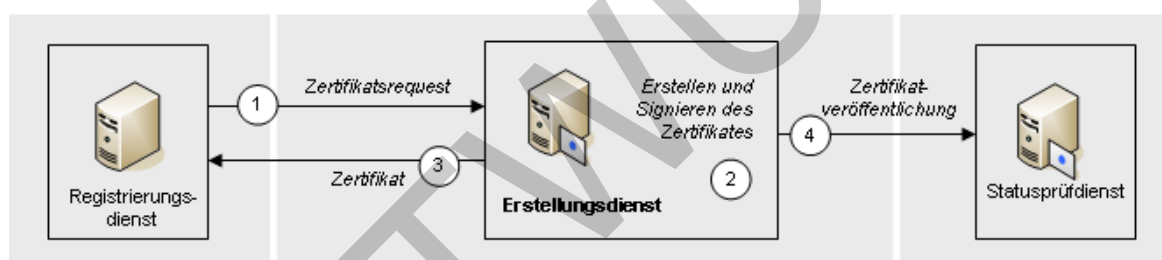 Registrierungs-
dienst
1
Zertifikatsrequest
3
Zertifikat
Erstellen und
Signieren des
Zertifikates
2
Erstellungsdienst
4
Zertifikat-
veröffentlichung
Statusprüfdienst